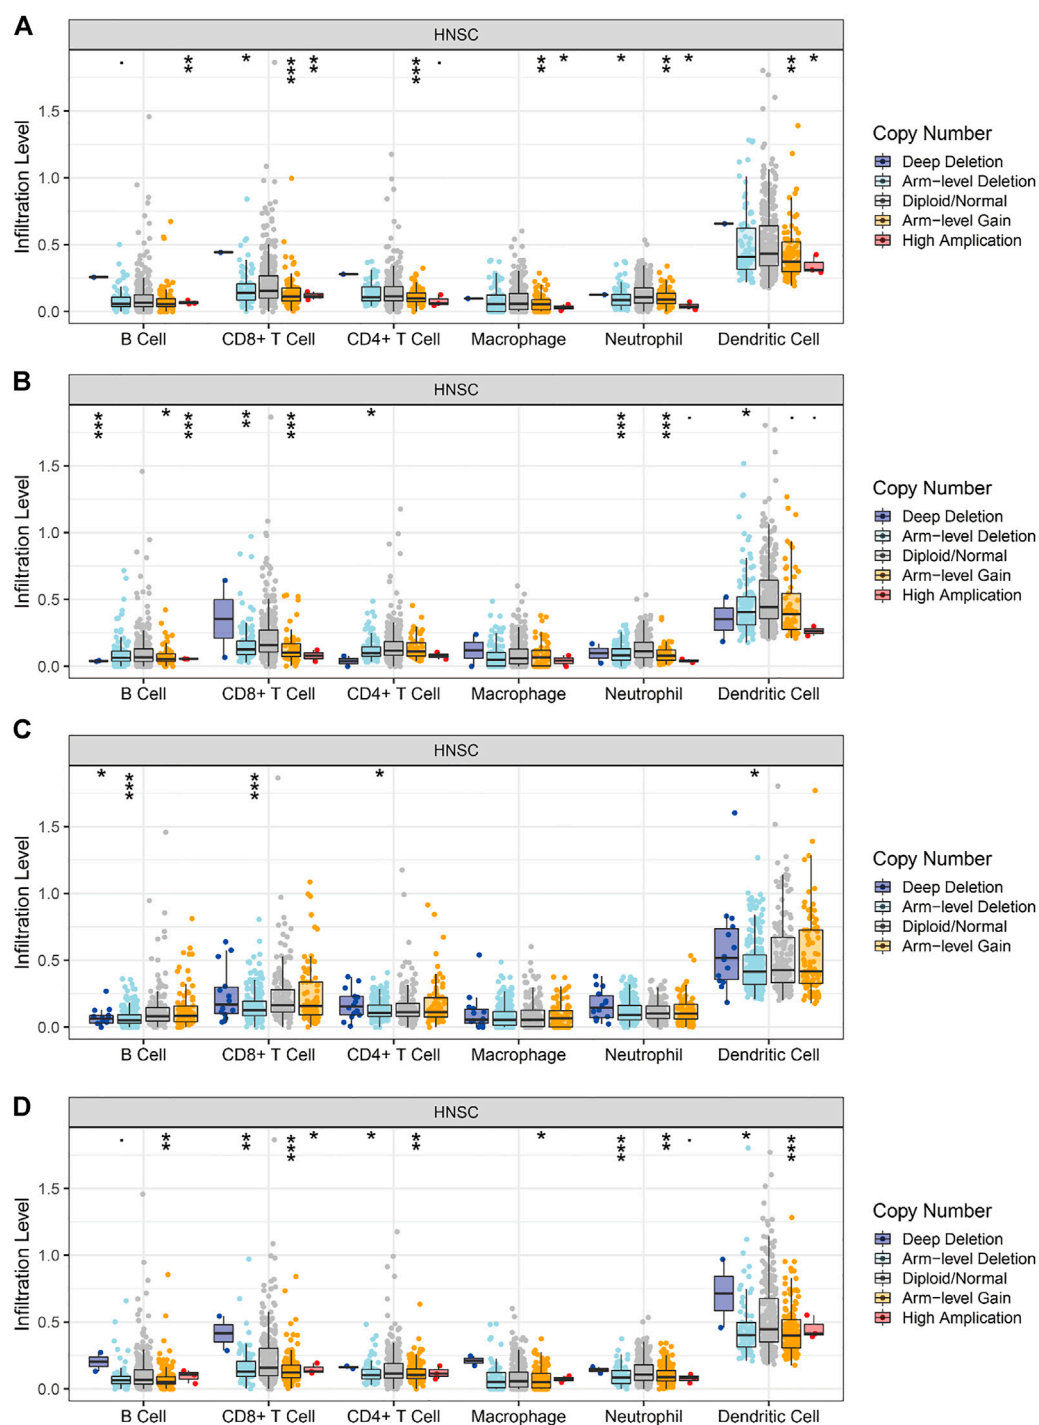 A
HNSC
. ** * *** ** *** . ** * * ** * ** *
Infiltration Level
1.5
1.0
0.5
0.0
B Cell CD8+ T Cell CD4+ T Cell Macrophage Neutrophil Dendritic Cell
Copy Number
Deep Deletion
Arm-level Deletion
Diploid/Normal
Arm-level Gain
High Amplication
B
HNSC
*** * *** ** *** * *** *** . * . .
Infiltration Level
1.5
1.0
0.5
0.0
B Cell CD8+ T Cell CD4+ T Cell Macrophage Neutrophil Dendritic Cell
Copy Number
Deep Deletion
Arm-level Deletion
Diploid/Normal
Arm-level Gain
High Amplication
C
HNSC
* *** *** * *
Infiltration Level
1.5
1.0
0.5
0.0
B Cell CD8+ T Cell CD4+ T Cell Macrophage Neutrophil Dendritic Cell
Copy Number
Deep Deletion
Arm-level Deletion
Diploid/Normal
Arm-level Gain
D
HNSC
. ** ** *** * * ** * *** ** . * ***
Infiltration Level
1.5
1.0
0.5
0.0
B Cell CD8+ T Cell CD4+ T Cell Macrophage Neutrophil Dendritic Cell
Copy Number
Deep Deletion
Arm-level Deletion
Diploid/Normal
Arm-level Gain
High Amplication